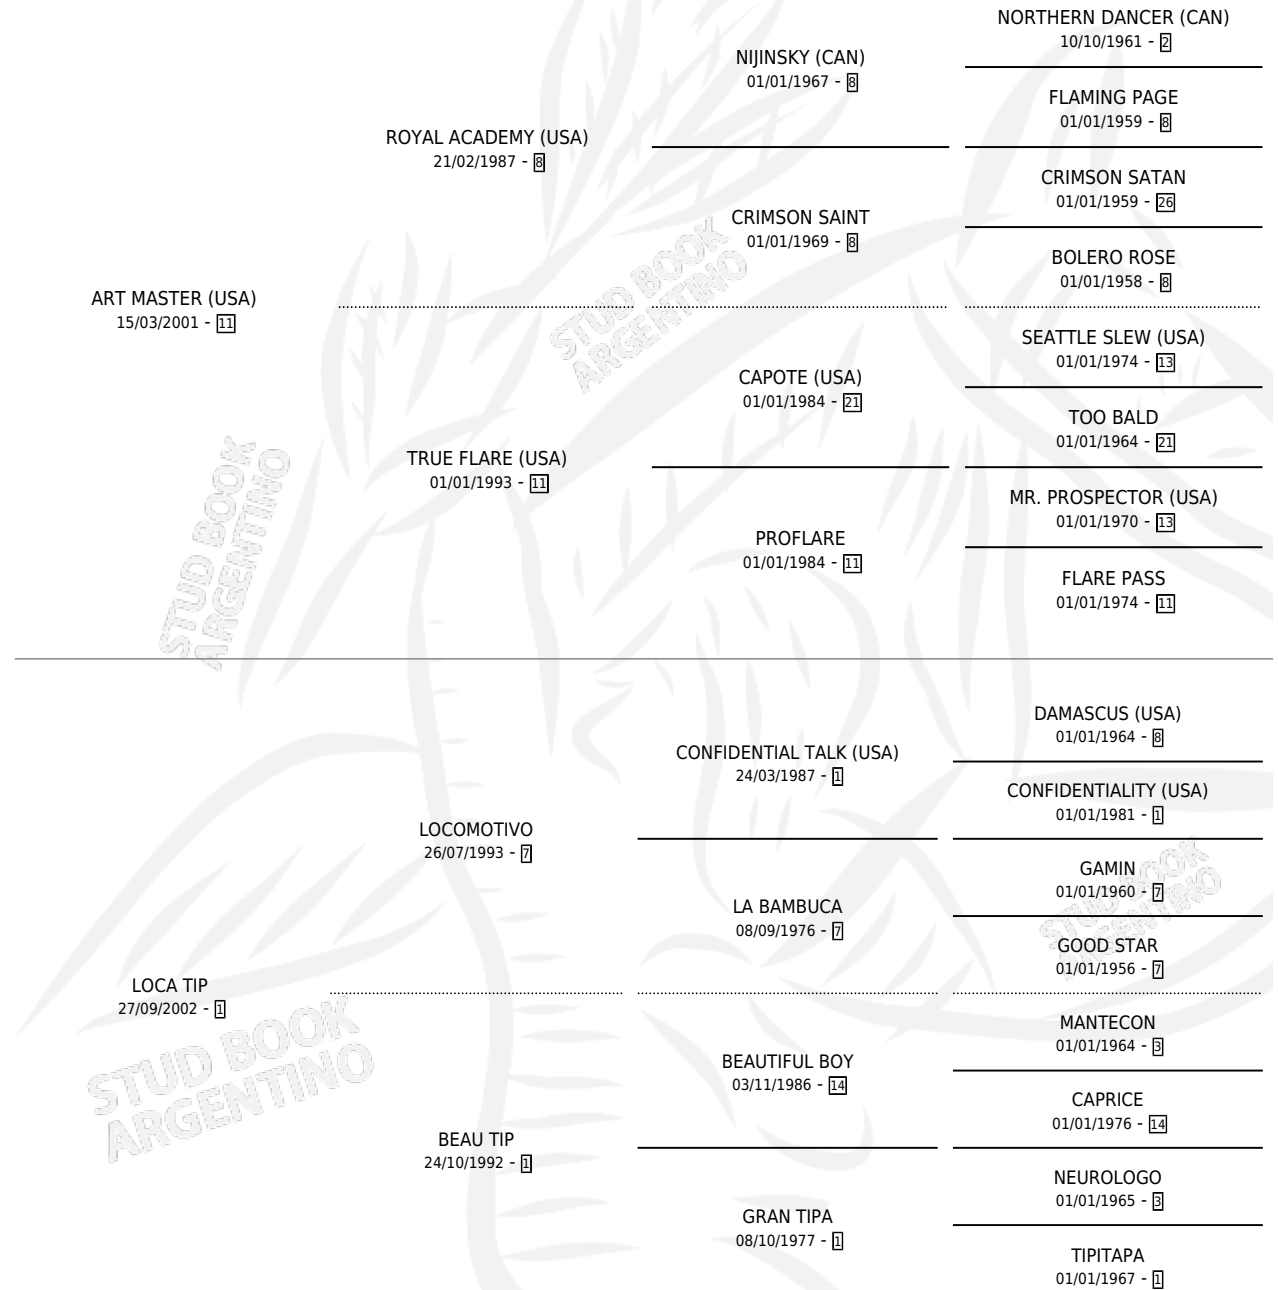 NORTHERN DANCER (CAN)
10/10/1961 - 2
NIJINSKY (CAN)
01/01/1967 - 8
FLAMING PAGE
01/01/1959 - 8
ROYAL ACADEMY (USA)
21/02/1987 - 8
CRIMSON SATAN
01/01/1959 - 26
CRIMSON SAINT
01/01/1969 - 8
BOLERO ROSE
01/01/1958 - 8
ART MASTER (USA)
15/03/2001 - 11
STUD BOOK
ARGENTINO
SEATTLE SLEW (USA)
01/01/1974 - 13
CAPOTE (USA)
01/01/1984 - 21
TOO BALD
01/01/1964 - 21
TRUE FLARE (USA)
01/01/1993 - 11
MR. PROSPECTOR (USA)
01/01/1970 - 13
PROFLARE
01/01/1984 - 11
FLARE PASS
01/01/1974 - 11
STUD BOOK
ARGENTINO
DAMASCUS (USA)
01/01/1964 - 8
CONFIDENTIAL TALK (USA)
24/03/1987 - 1
CONFIDENTIALITY (USA)
01/01/1981 - 1
LOCOMOTIVO
26/07/1993 - 7
GAMIN
01/01/1960 - 7
LA BAMBUCA
08/09/1976 - 7
GOOD STAR
01/01/1956 - 7
STUD BOOK
ARGENTINO
LOCA TIP
27/09/2002 - 1
MANTECON
01/01/1964 - 3
BEAUTIFUL BOY
03/11/1986 - 14
CAPRICE
01/01/1976 - 14
STUD BOOK
ARGENTINO
BEAU TIP
24/10/1992 - 1
NEUROLOGO
01/01/1965 - 3
GRAN TIPA
08/10/1977 - 1
TIPITAPA
01/01/1967 - 1